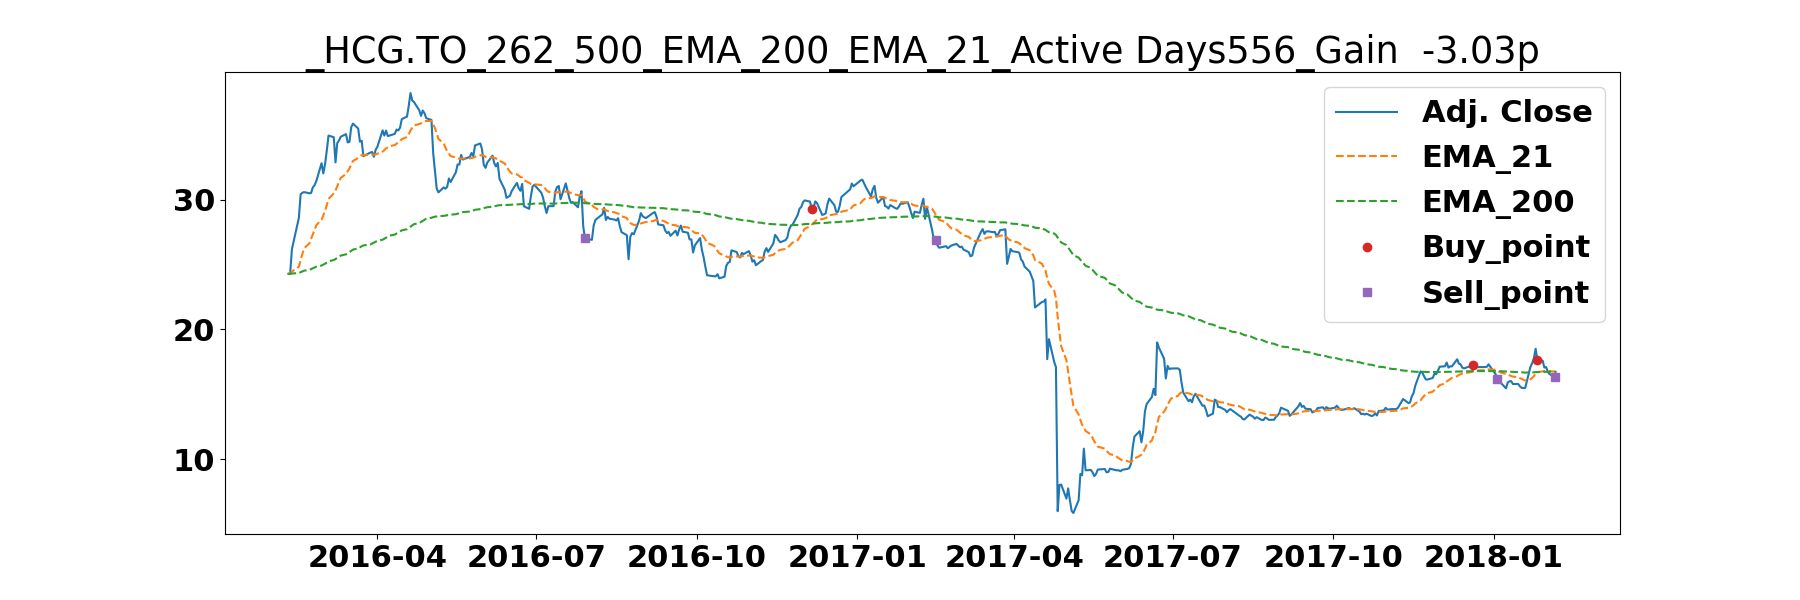 _HCG.TO_262_500_EMA_200_EMA_21_Active Days556_Gain  -3.03p
Adj. Close
EMA_21
EMA_200
Buy_point
Sell_point
30
20
10
2016-04 2016-07 2016-10 2017-01 2017-04 2017-07 2017-10 2018-01